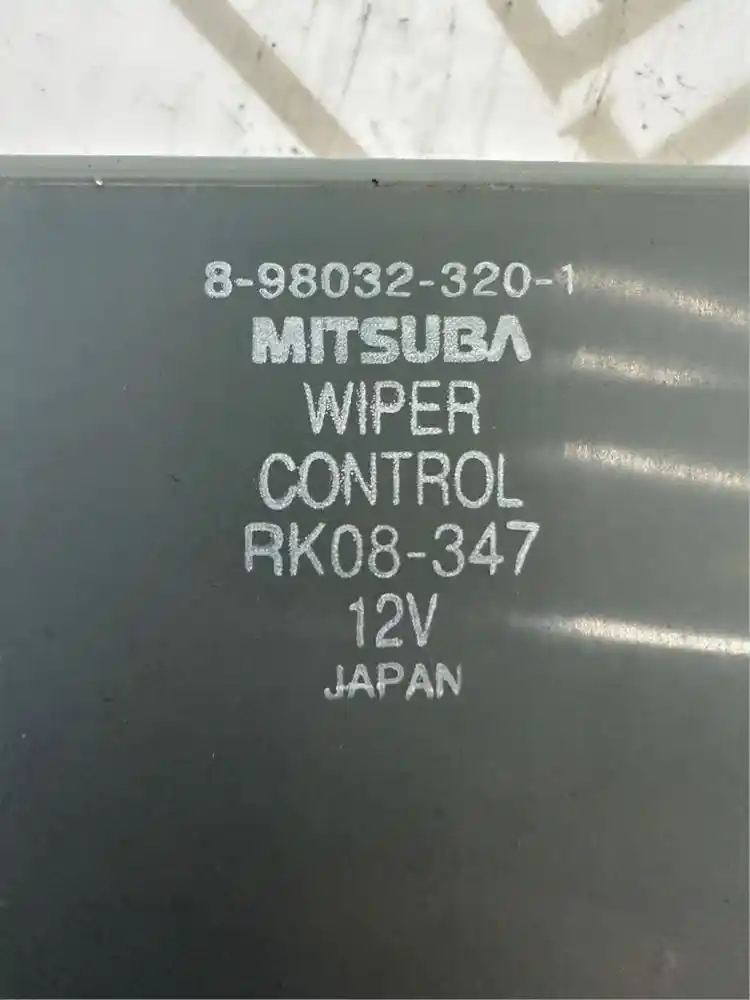 8-98032-320-1
MITSUBA
WIPER
CONTROL
RK08-347
12V
JAPAN